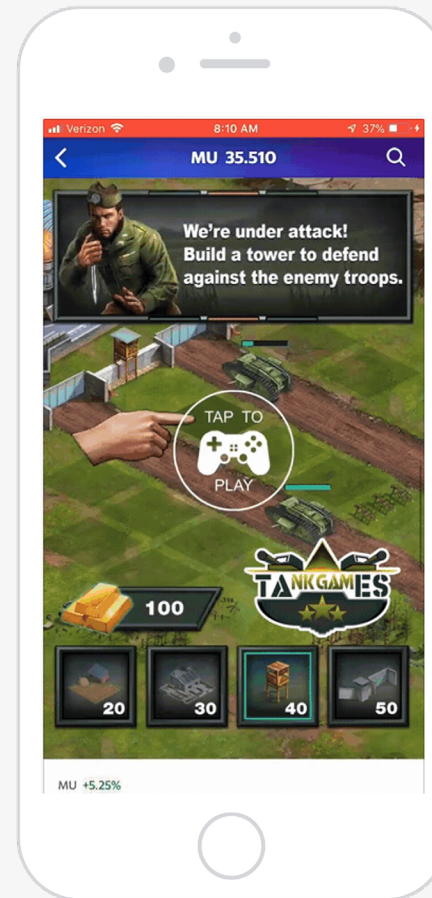 Verizon 8:10 AM 37%
MU 35.510
We're under attack!
Build a tower to defend
against the enemy troops.
TAP TO
PLAY
TANKGAMES
100
20 30 40 50
MU +5.25%